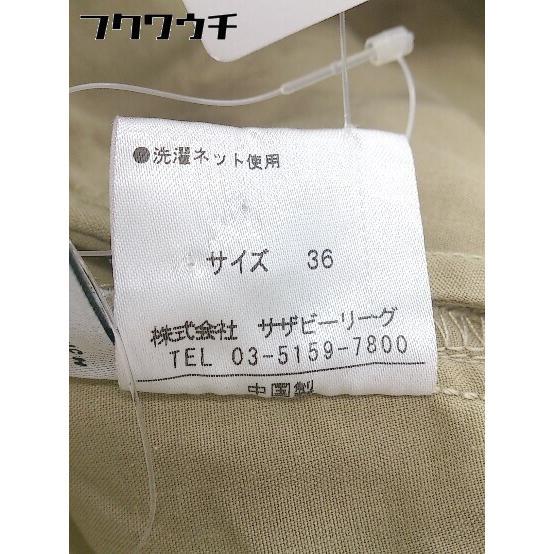 フクワウチ
●洗濯ネット使用
サイズ 36
株式会社 サザビーリーグ
TEL 03-5159-7800
中国製
CH